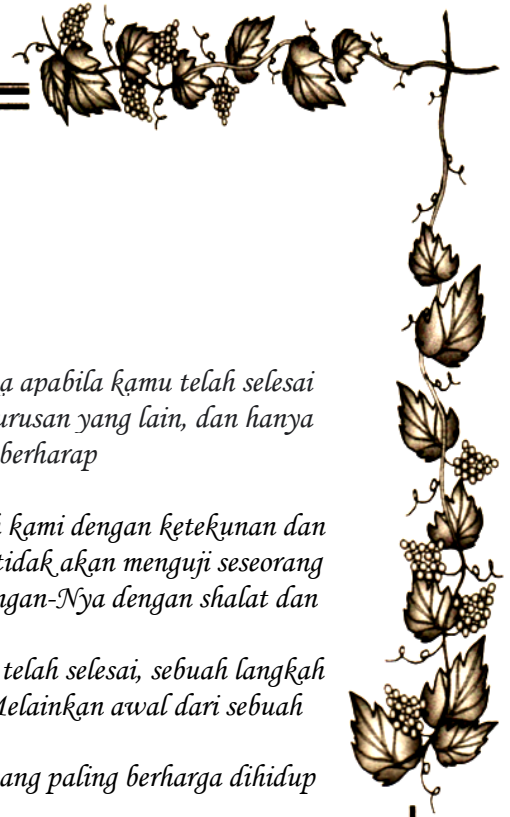 apabila kamu telah selesai
urusan yang lain, dan hanya
berharap
kami dengan ketekunan dan
tidak akan menguji seseorang
ngan-Nya dengan shalat dan
telah selesai, sebuah langkah
Melainkan awal dari sebuah
ang paling berharga dihidup